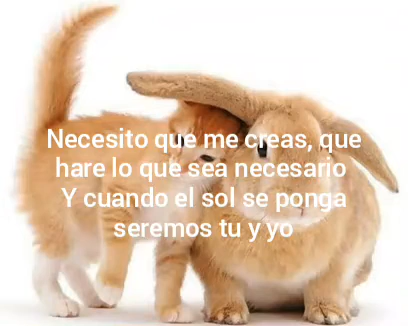 Necesito que me creas, que
hare lo que sea necesario
Y cuando el sol se ponga
seremos tu y yo